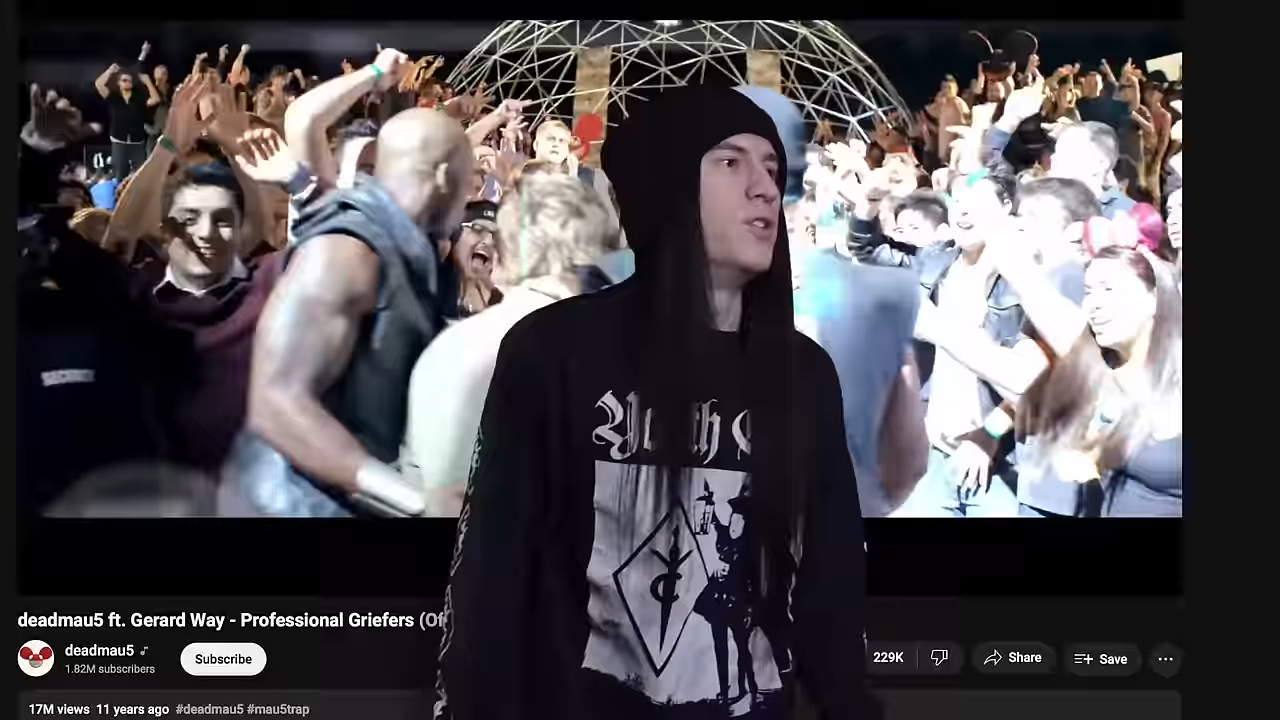 deadmau5 ft. Gerard Way - Professional Griefers (Of
deadmau5
1.82M subscribers
Subscribe
229K
Share
Save
17M views 11 years ago #deadmau5 #mau5trap